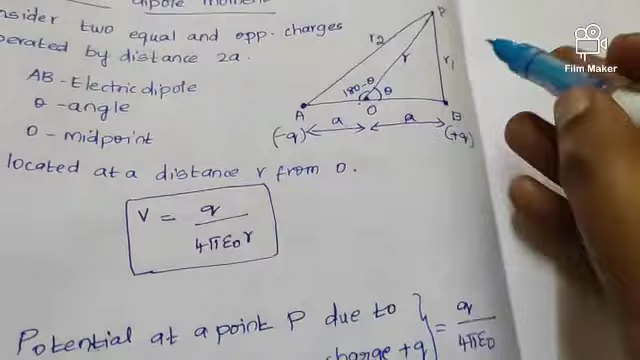 dipole moment
nsider two equal and opp. charges
perated by distance 2a.
AB - Electric dipole
θ - angle
O - midpoint
P
r2
r
r1
180-θ
θ
A
O
B
(-q)
a
a
(+q)
located at a distance r from O.
V = q / 4πε0r
Potential at a point P due to
charge +q } = q / 4πε0
Film Maker